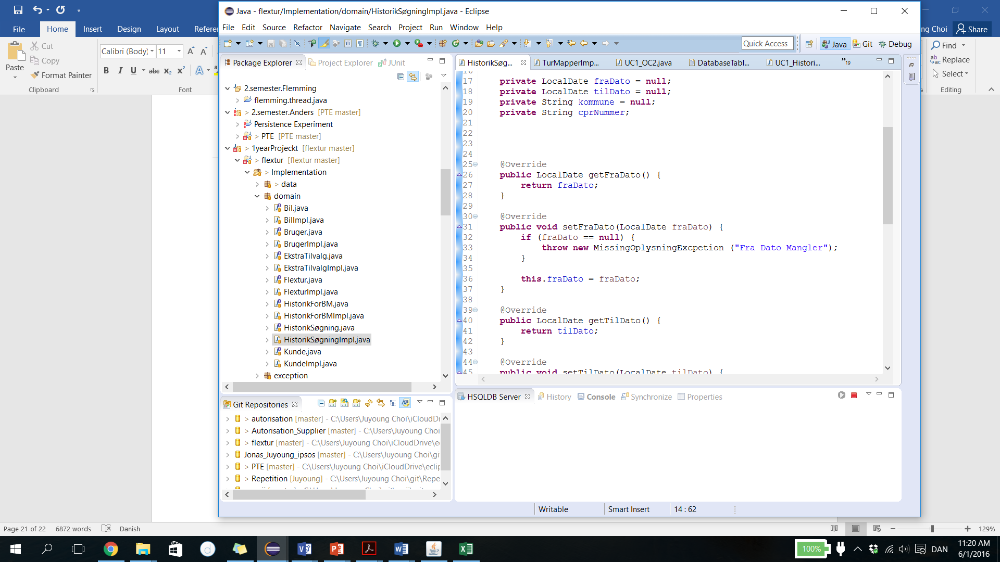 Java - flextur/Implementation/domain/HistorikSøgningImpl.java - Eclipse
File Edit Source Refactor Navigate Search Project Run Window Help
File Home Insert Design Layout Referen
ng Choi Share
Cut
Copy
Format Painter
Paste
Clipboard
Calibri (Body) 11
B I U abc x₂ x² A
Font
Quick Access Java Git Debug
Find
Replace
Select
Editing
Package Explorer Project Explorer JUnit
2.semester.Flemming
flemming.thread.java
> 2.semester.Anders [PTE master]
Persistence Experiment
> PTE [PTE master]
> 1yearProjeckt [flextur master]
> flextur [flextur master]
> Implementation
> data
domain
Bil.java
BilImpl.java
Bruger.java
BrugerImpl.java
EkstraTilvalg.java
EkstraTilvalgImpl.java
Flextur.java
FlexturImpl.java
HistorikForBM.java
HistorikForBMImpl.java
HistorikSøgning.java
HistorikSøgningImpl.java
Kunde.java
KundeImpl.java
exception
HistorikSøg... TurMapperImp... UC1_OC2.java DatabaseTabl... UC1_Histori... »19
16
17 private LocalDate fraDato = null;
18 private LocalDate tilDato = null;
19 private String kommune = null;
20 private String cprNummer;
21
22
23
24
25 @Override
26 public LocalDate getFraDato() {
27 return fraDato;
28 }
29
30 @Override
31 public void setFraDato(LocalDate fraDato) {
32 if (fraDato == null) {
33 throw new MissingOplysningExcpetion ("Fra Dato Mangler");
34 }
35
36 this.fraDato = fraDato;
37 }
38
39 @Override
40 public LocalDate getTilDato() {
41 return tilDato;
42 }
43
44 @Override
45 public void setTilDato(LocalDate tilDato) {
Git Repositories
> autorisation [master] - C:\Users\Juyoung Choi\iCloudDr
> Autorisation_Supplier [master] - C:\Users\Juyoung Choi
> flextur [master] - C:\Users\Juyoung Choi\iCloudDrive\e
Jonas_Juyoung_ipsos [master] - C:\Users\Juyoung Choi\gi
> PTE [master] - C:\Users\Juyoung Choi\iCloudDrive\eclip
> Repetition [Juyoung] - C:\Users\Juyoung Choi\git\Repe
HSQLDB Server History Console Synchronize Properties
Writable Smart Insert 14 : 62
Page 21 of 22 6872 words Danish 129%
100% DAN 11:20 AM
6/1/2016